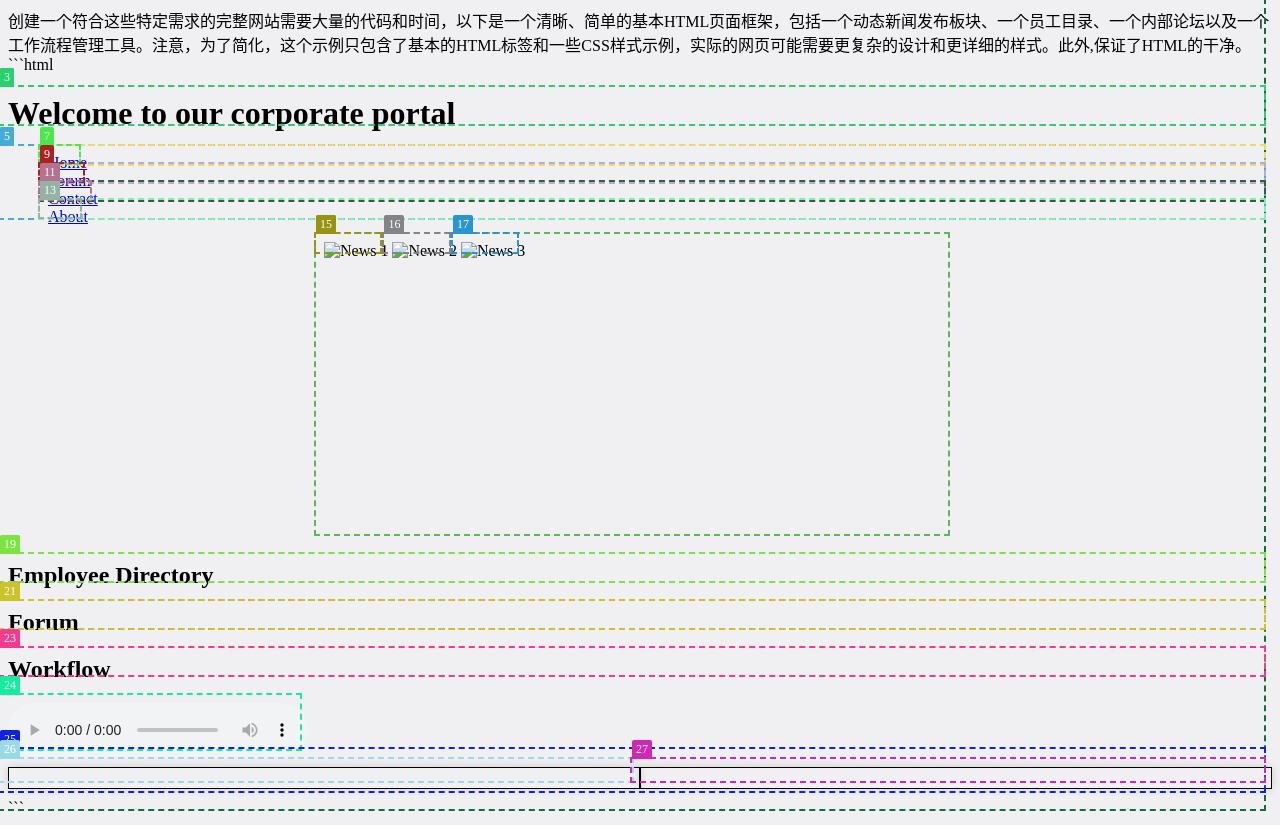 创建一个符合这些特定需求的完整网站需要大量的代码和时间，以下是一个清晰、简单的基本HTML页面框架，包括一个动态新闻发布板块、一个员工目录、一个内部论坛以及一个
工作流程管理工具。注意，为了简化，这个示例只包含了基本的HTML标签和一些CSS样式示例，实际的网页可能需要更复杂的设计和更详细的样式。此外,保证了HTML的干净。
```html
3
Welcome to our corporate portal
5
7
9
Home
11
Forum
13
Contact
About
15
16
17
News 1
News 2
News 3
19
Employee Directory
21
Forum
23
Workflow
24
0:00 / 0:00
25
26
27
```